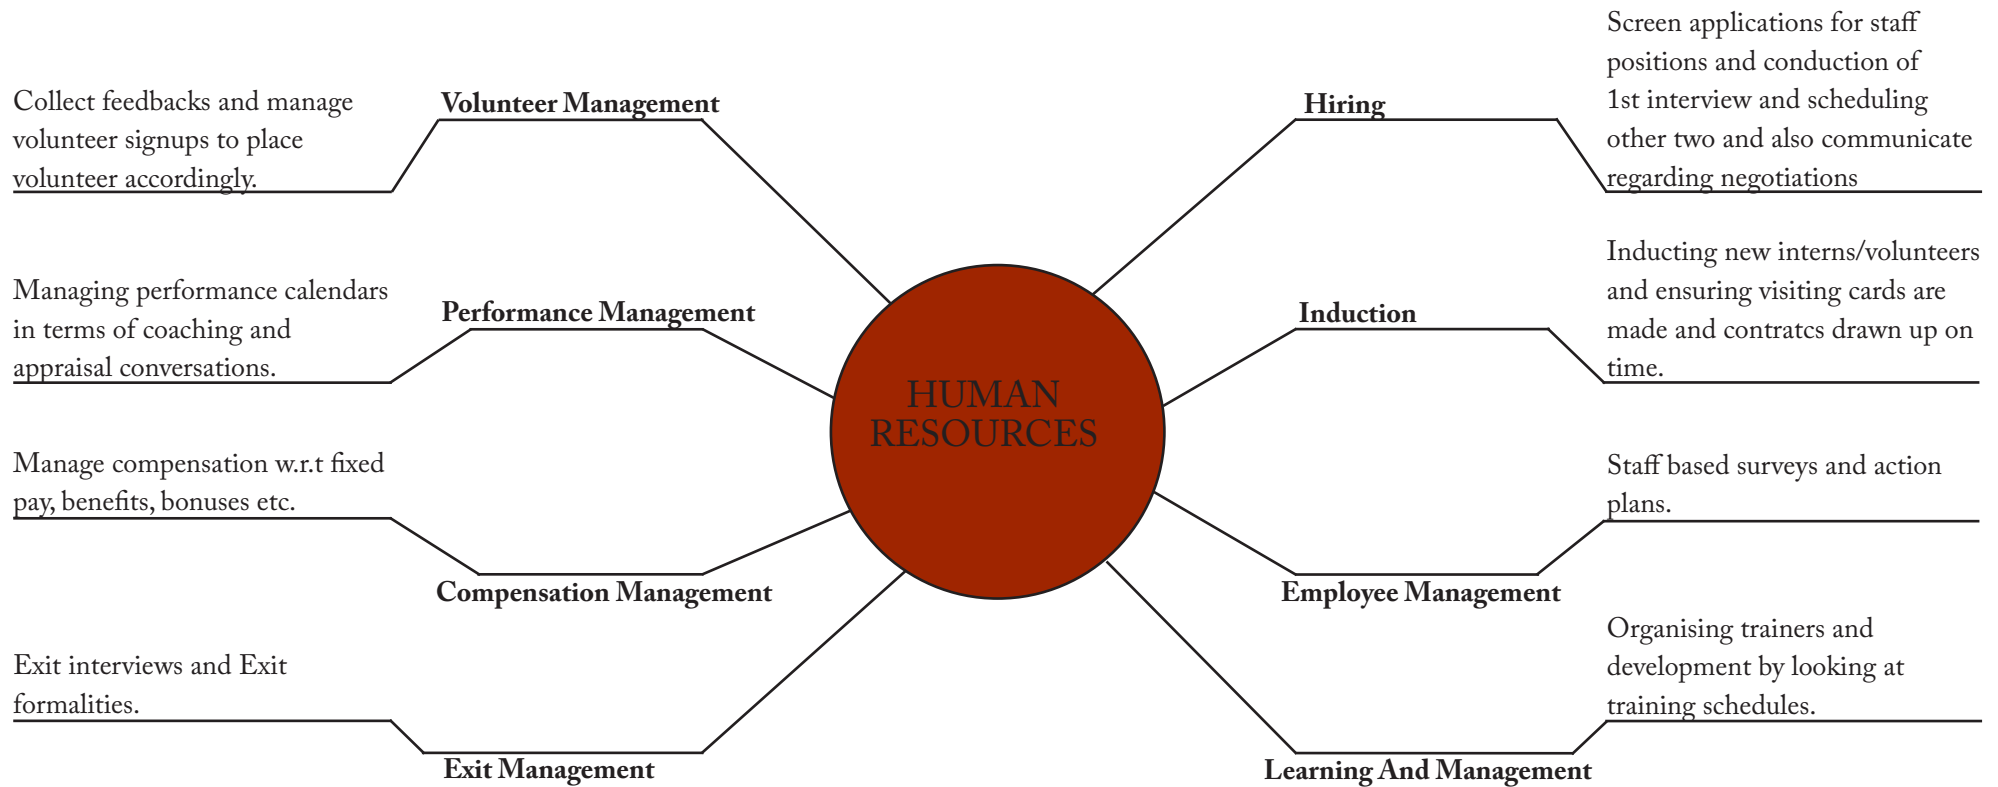 Collect feedbacks and manage
volunteer signups to place
volunteer accordingly.
Volunteer Management
Managing performance calendars
in terms of coaching and
appraisal conversations.
Performance Management
Manage compensation w.r.t fixed
pay, benefits, bonuses etc.
Compensation Management
Exit interviews and Exit
formalities.
Exit Management
HUMAN
RESOURCES
Hiring
Screen applications for staff
positions and conduction of
1st interview and scheduling
other two and also communicate
regarding negotiations
Induction
Inducting new interns/volunteers
and ensuring visiting cards are
made and contratcs drawn up on
time.
Employee Management
Staff based surveys and action
plans.
Learning And Management
Organising trainers and
development by looking at
training schedules.